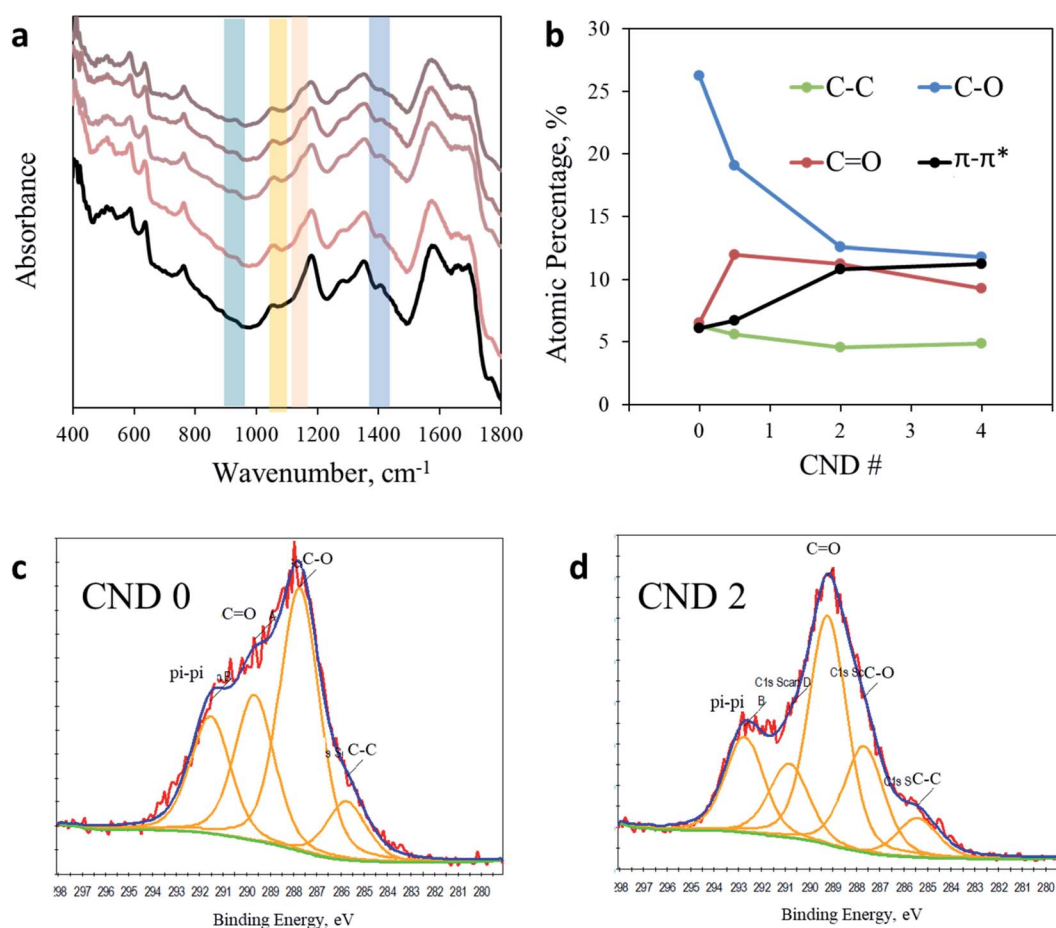 a
Absorbance
400 600 800 1000 1200 1400 1600 1800
Wavenumber, cm-1
b
30
25
20
15
10
5
0
Atomic Percentage, %
C-C
C-O
C=O
π-π*
0 1 2 3 4
CND #
c
CND 0
pi-pi
B
C=O
A
C-O
C-C
98 297 296 295 294 293 292 291 290 289 288 287 286 285 284 283 282 281 280
Binding Energy, eV
d
CND 2
C=O
pi-pi
B
C1s Scan D
C1s Sc C-O
C1s S C-C
298 297 296 295 294 293 292 291 290 289 288 287 286 285 284 283 282 281 280
Binding Energy, eV